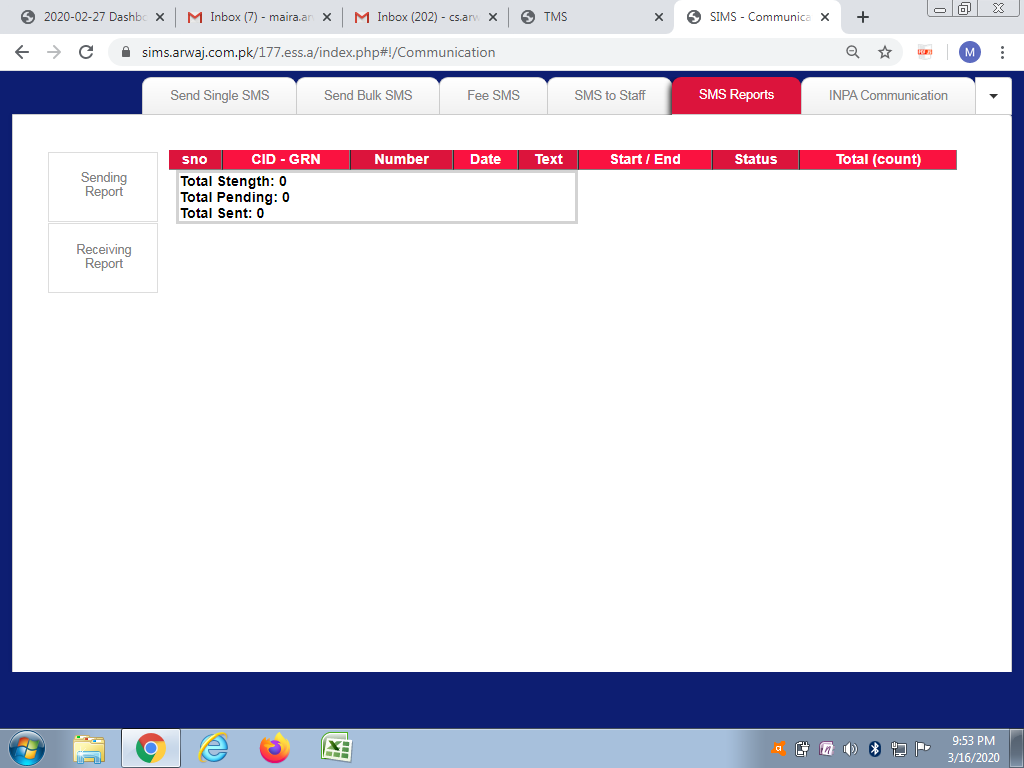 2020-02-27 Dashbo
Inbox (7) - maira.ar
Inbox (202) - cs.arw
TMS
SIMS - Communica
sims.arwaj.com.pk/177.ess.a/index.php#!/Communication
M
Send Single SMS
Send Bulk SMS
Fee SMS
SMS to Staff
SMS Reports
INPA Communication
Sending
Report
Receiving
Report
sno CID - GRN Number Date Text Start / End Status Total (count)
Total Stength: 0
Total Pending: 0
Total Sent: 0
9:53 PM
3/16/2020